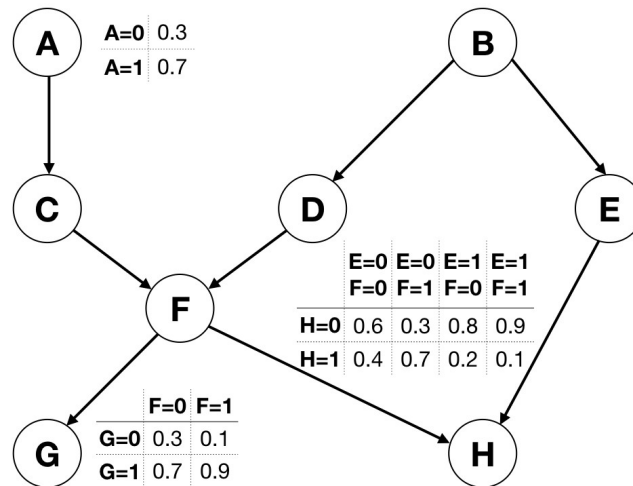 A
A=0 0.3
A=1 0.7
B
C
D
E
E=0 E=0 E=1 E=1
F=0 F=1 F=0 F=1
H=0 0.6 0.3 0.8 0.9
H=1 0.4 0.7 0.2 0.1
F
F=0 F=1
G=0 0.3 0.1
G=1 0.7 0.9
G
H